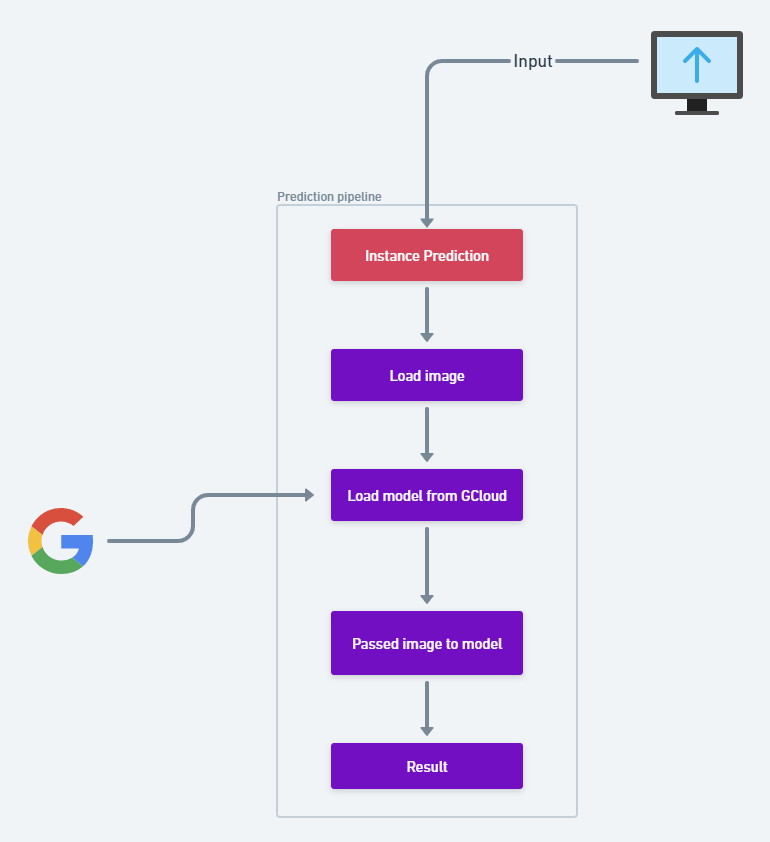 Input
Prediction pipeline
Instance Prediction
Load image
Load model from GCloud
Passed image to model
Result